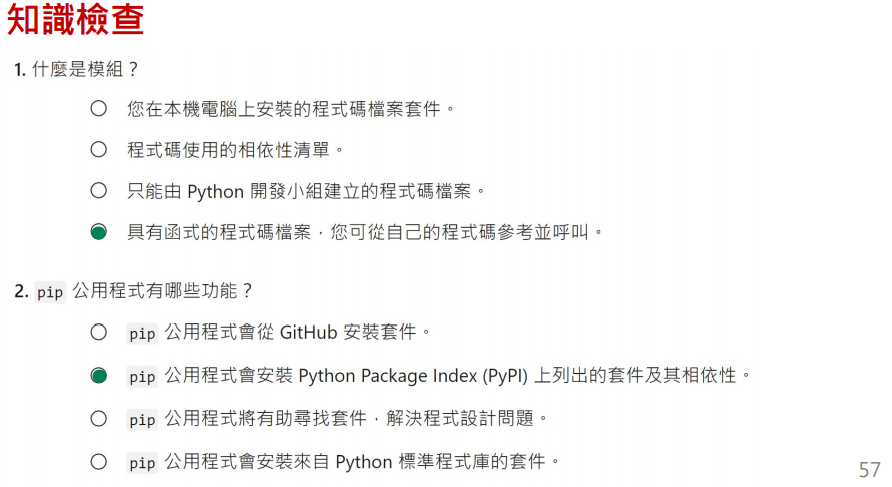 知識檢查
1. 什麼是模組？
您在本機電腦上安裝的程式碼檔案套件。
程式碼使用的相依性清單。
只能由 Python 開發小組建立的程式碼檔案。
具有函式的程式碼檔案，您可從自己的程式碼參考並呼叫。
2. pip 公用程式有哪些功能？
pip 公用程式會從 GitHub 安裝套件。
pip 公用程式會安裝 Python Package Index (PyPI) 上列出的套件及其相依性。
pip 公用程式將有助尋找套件，解決程式設計問題。
pip 公用程式會安裝來自 Python 標準程式庫的套件。
57